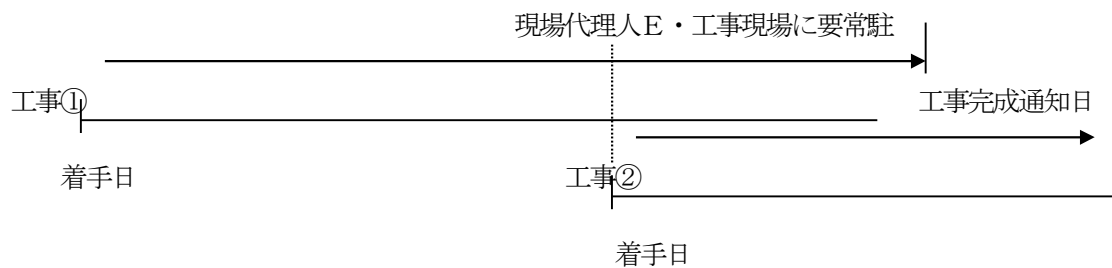 現場代理人Ｅ・工事現場に要常駐
工事①
工事完成通知日
着手日
工事②
着手日